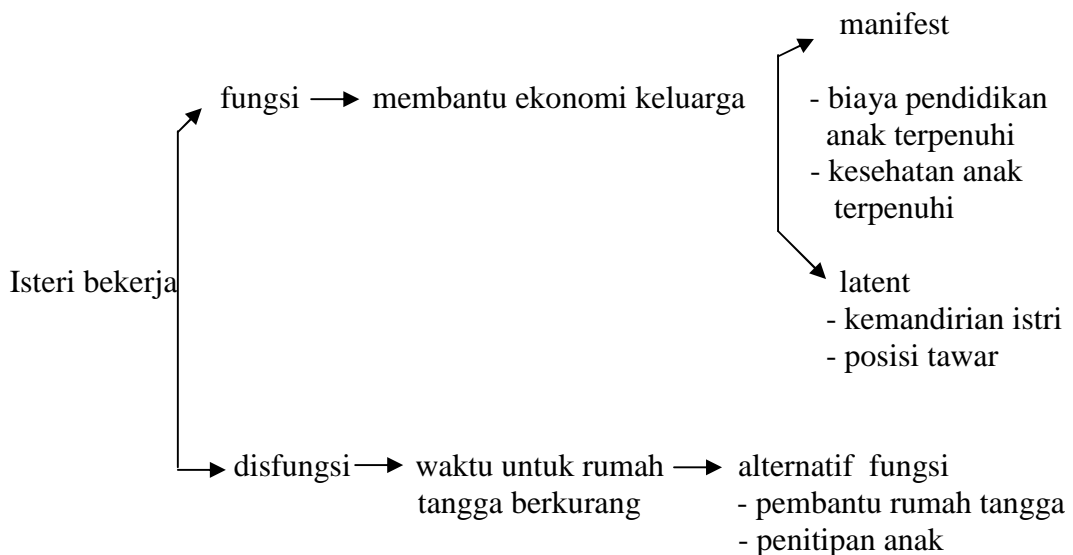 manifest
fungsi membantu ekonomi keluarga
- biaya pendidikan
anak terpenuhi
- kesehatan anak
terpenuhi
Isteri bekerja
latent
- kemandirian istri
- posisi tawar
disfungsi waktu untuk rumah
tangga berkurang
alternatif fungsi
- pembantu rumah tangga
- penitipan anak